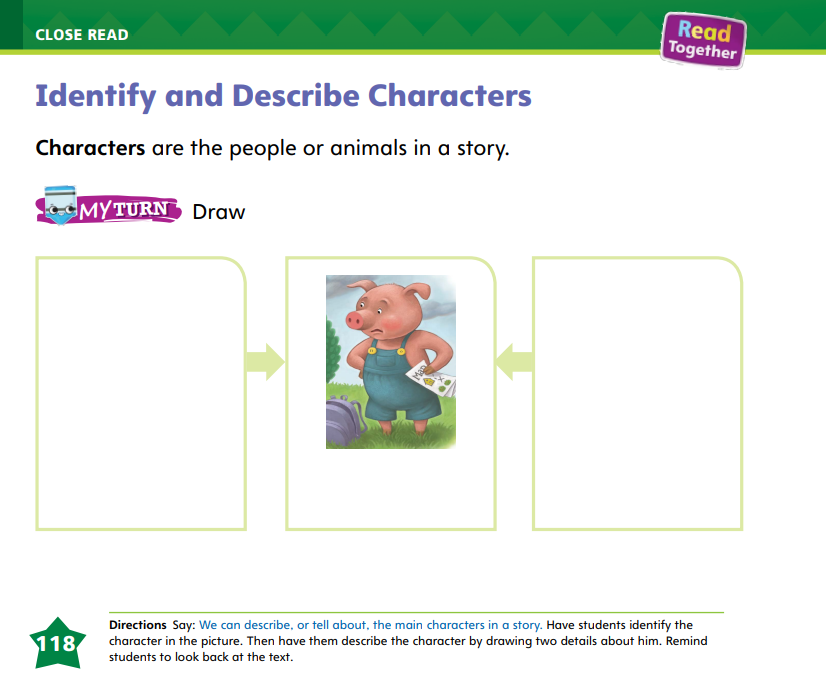 CLOSE READ
Read
Together
Identify and Describe Characters
Characters are the people or animals in a story.
MY TURN Draw
Map
118
Directions Say: We can describe, or tell about, the main characters in a story. Have students identify the
character in the picture. Then have them describe the character by drawing two details about him. Remind
students to look back at the text.